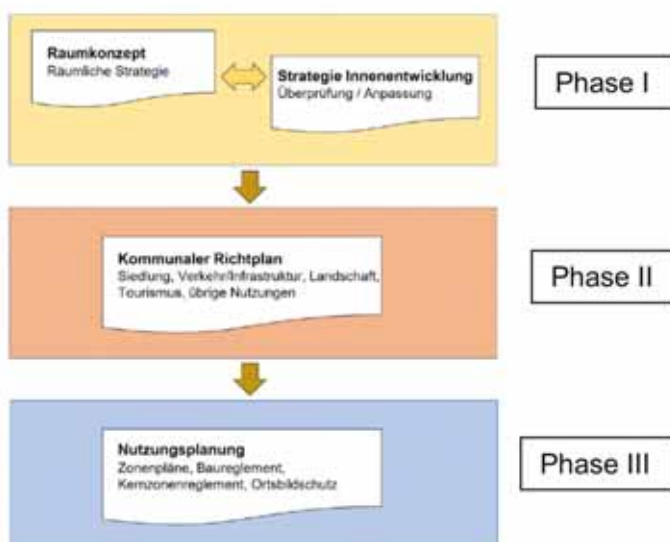 Raumkonzept
Räumliche Strategie
Strategie Innenentwicklung
Überprüfung / Anpassung
Phase I
Kommunaler Richtplan
Siedlung, Verkehr/Infrastruktur, Landschaft,
Tourismus, übrige Nutzungen
Phase II
Nutzungsplanung
Zonenpläne, Baureglement,
Kernzonenreglement, Ortsbildschutz
Phase III